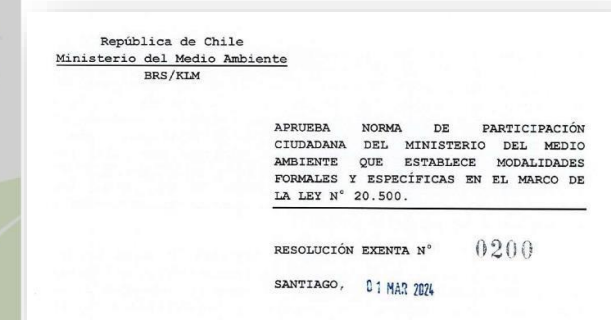 República de Chile
Ministerio del Medio Ambiente
BRS/KLM
APRUEBA NORMA DE PARTICIPACIÓN
CIUDADANA DEL MINISTERIO DEL MEDIO
AMBIENTE QUE ESTABLECE MODALIDADES
FORMALES Y ESPECÍFICAS EN EL MARCO DE
LA LEY N° 20.500.
RESOLUCIÓN EXENTA N° 0200
SANTIAGO, 01 MAR 2024